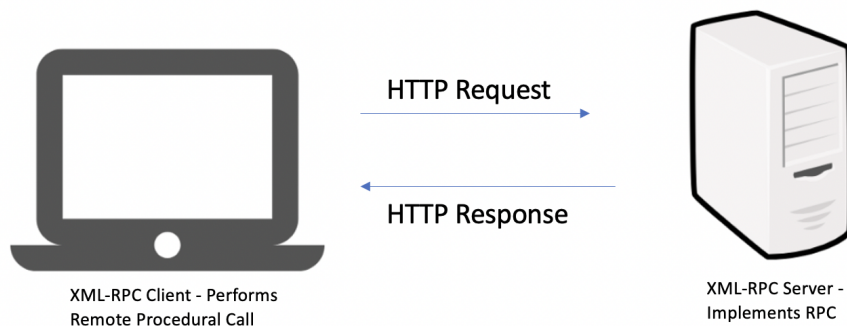 HTTP Request
HTTP Response
XML-RPC Client - Performs
Remote Procedural Call
XML-RPC Server -
Implements RPC